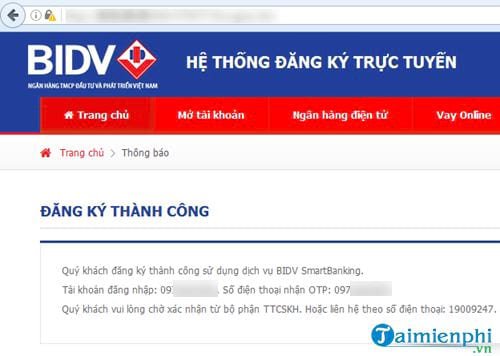 BIDV
NGÂN HÀNG TMCP ĐẦU TƯ VÀ PHÁT TRIỂN VIỆT NAM
HỆ THỐNG ĐĂNG KÝ TRỰC TUYẾN
Trang chủ Mở tài khoản Ngân hàng điện tử Vay Online
Trang chủ > Thông báo
ĐĂNG KÝ THÀNH CÔNG
Quý khách đăng ký thành công sử dụng dịch vụ BIDV SmartBanking.
Tài khoản đăng nhập: 097 . Số điện thoại nhận OTP: 097
Quý khách vui lòng chờ xác nhận từ bộ phận TTCSKH. Hoặc liên hệ theo số điện thoại: 19009247.
Taimienphi
.vn